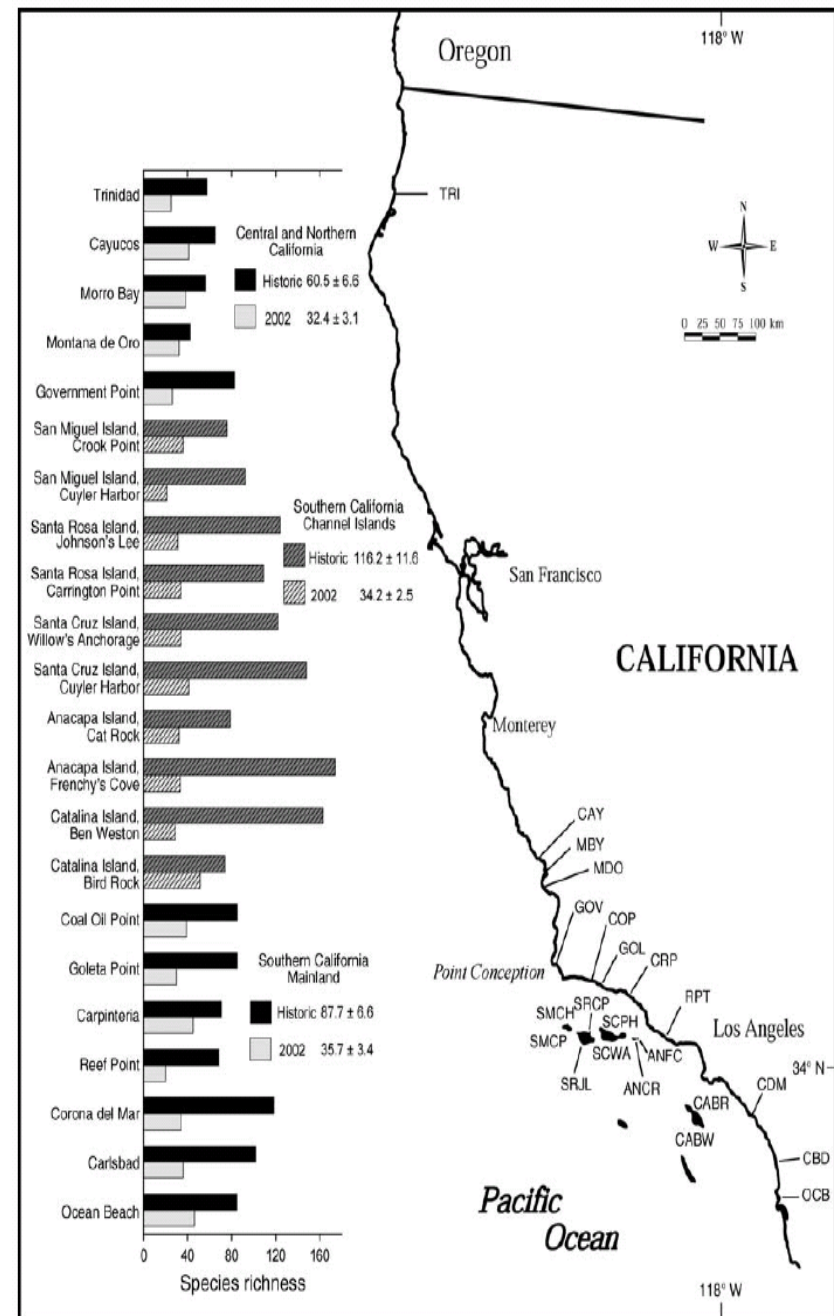 118° W
Oregon
TRI
N
W E
S
0 25 50 75 100 km
Trinidad
Cayucos
Morro Bay
Montana de Oro
Government Point
San Miguel Island,
Crook Point
San Miguel Island,
Cuyler Harbor
Santa Rosa Island,
Johnson's Lee
Santa Rosa Island,
Carrington Point
Santa Cruz Island,
Willow's Anchorage
Santa Cruz Island,
Cuyler Harbor
Anacapa Island,
Cat Rock
Anacapa Island,
Frenchy's Cove
Catalina Island,
Ben Weston
Catalina Island,
Bird Rock
Coal Oil Point
Goleta Point
Carpinteria
Reef Point
Corona del Mar
Carlsbad
Ocean Beach
0 40 80 120 160
Species richness
Central and Northern
California
Historic 60.5 ± 6.6
2002 32.4 ± 3.1
Southern California
Channel Islands
Historic 116.2 ± 11.6
2002 34.2 ± 2.5
Southern California
Mainland
Historic 87.7 ± 6.6
2002 35.7 ± 3.4
San Francisco
CALIFORNIA
Monterey
CAY
MBY
MDO
GOV
COP
GOL
CRP
Point Conception
RPT
SRCP
SMCH
SCPH
Los Angeles
SMCP
SCWA
ANFC
34° N
SRJL
ANCR
CDM
CABR
CABW
CBD
OCB
Pacific
Ocean
118° W